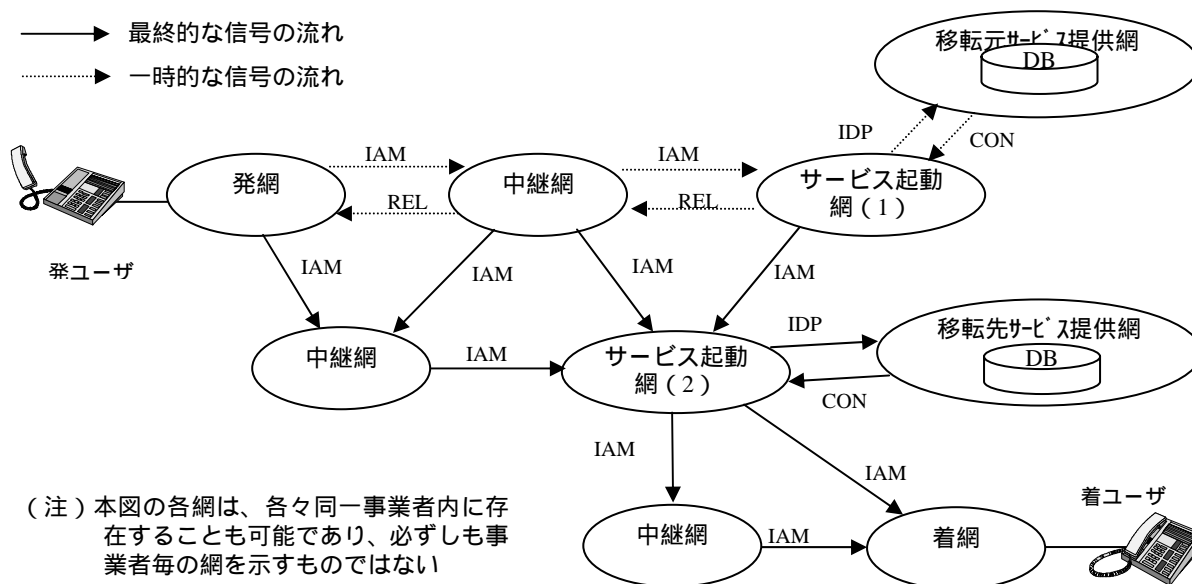 最終的な信号の流れ
一時的な信号の流れ
移転元ｻｰﾋﾞｽ提供網
DB
IDP
CON
IAM
IAM
発網
中継網
サービス起動
網（1）
REL
REL
発ユーザ
IAM
IAM
IAM
IAM
IDP
移転先ｻｰﾋﾞｽ提供網
DB
中継網
IAM
サービス起動
網（2）
CON
IAM
IAM
着ユーザ
（注）本図の各網は、各々同一事業者内に存
在することも可能であり、必ずしも事
業者毎の網を示すものではない
中継網
IAM
着網